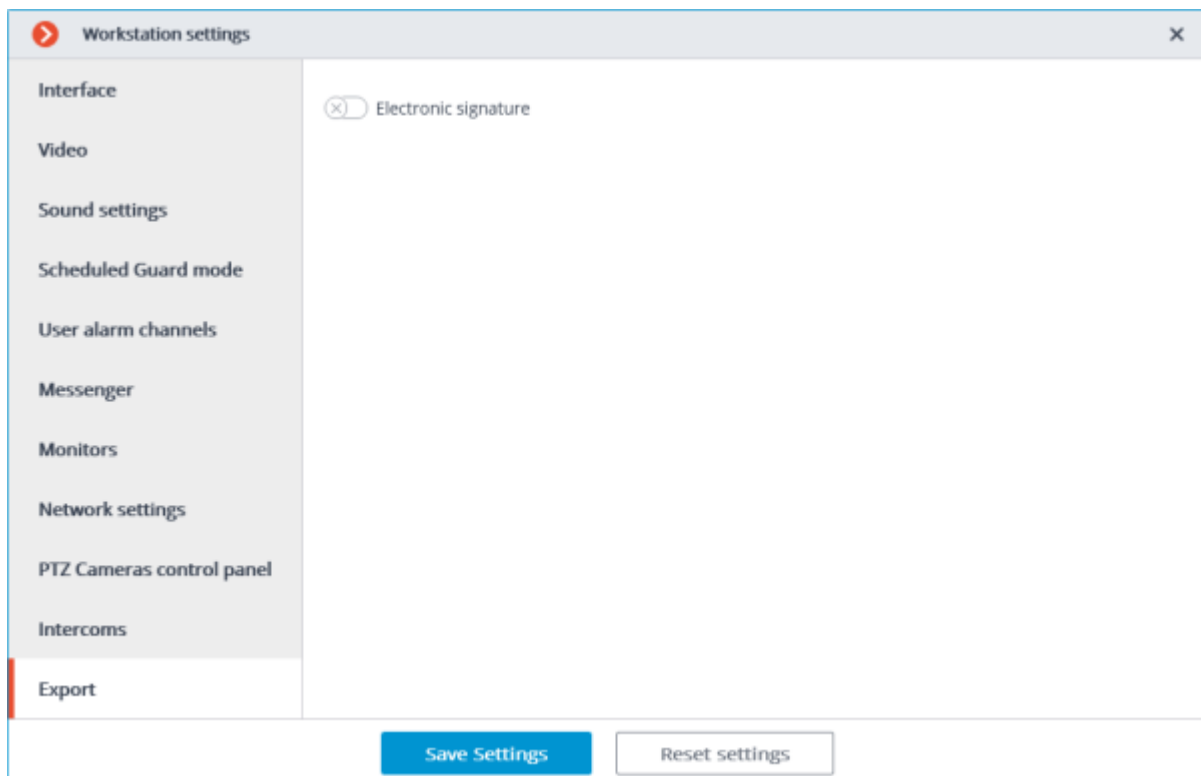 Workstation settings
Interface
Electronic signature
Video
Sound settings
Scheduled Guard mode
User alarm channels
Messenger
Monitors
Network settings
PTZ Cameras control panel
Intercoms
Export
Save Settings
Reset settings